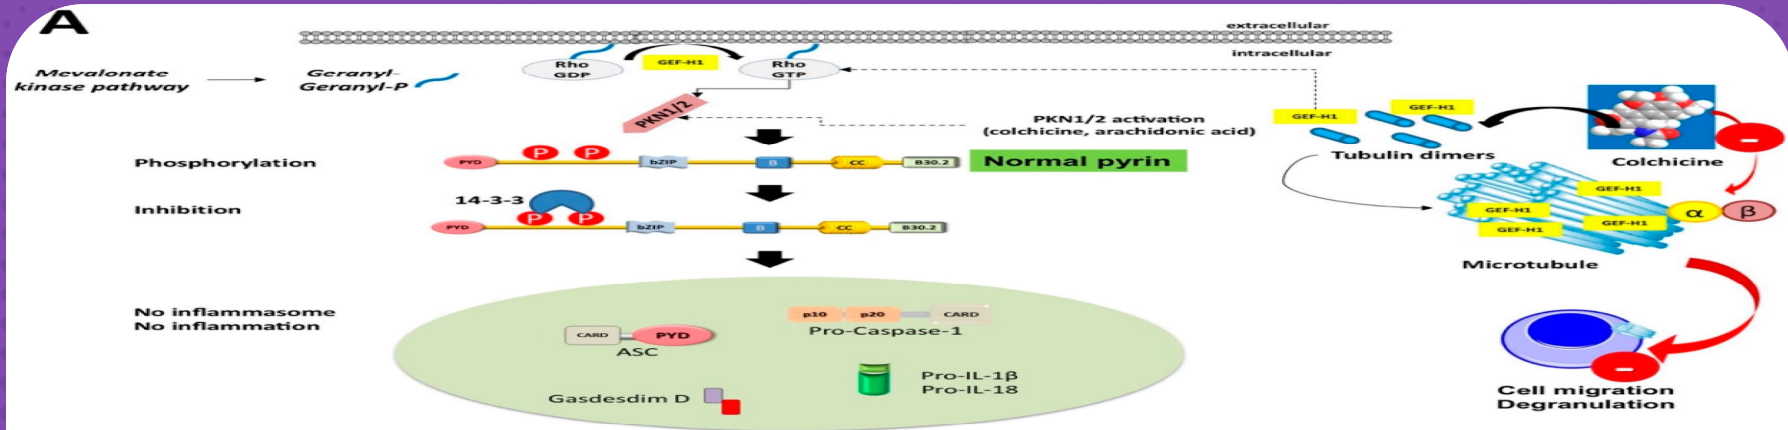 A
extracellular
intracellular
Mevalonate
kinase pathway
Geranyl-
Geranyl-P
Rho
GDP
GEF-H1
Rho
GTP
PKN1/2
PKN1/2 activation
(colchicine, arachidonic acid)
GEF-H1
GEF-H1
Tubulin dimers
Colchicine
Phosphorylation
PYD
P
P
bZIP
B
CC
B30.2
Normal pyrin
Inhibition
14-3-3
P
P
PYD
bZIP
B
CC
B30.2
GEF-H1
GEF-H1
GEF-H1
GEF-H1
α
β
Microtubule
No inflammasome
No inflammation
CARD
PYD
ASC
p10
p20
CARD
Pro-Caspase-1
Pro-IL-1β
Pro-IL-18
Gasdesdim D
Cell migration
Degranulation